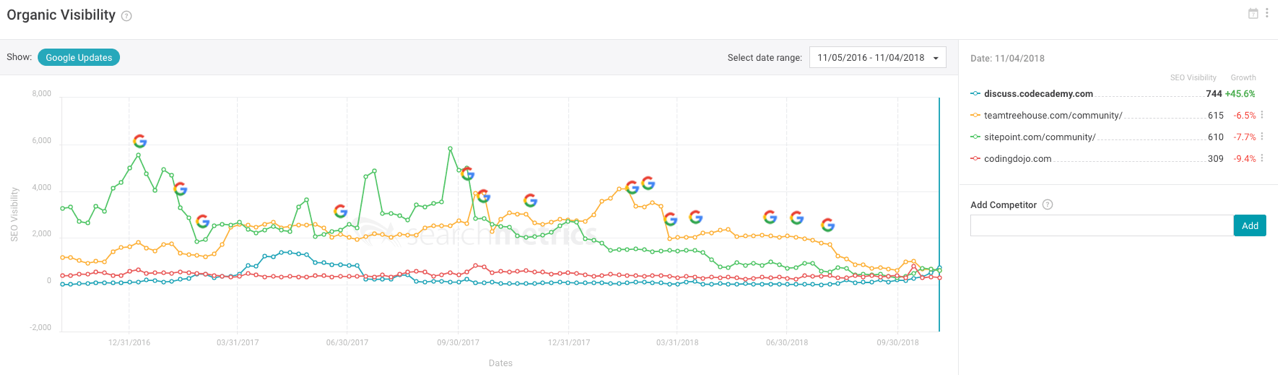 Organic Visibility ?
Show: Google Updates
Select date range: 11/05/2016 - 11/04/2018
Date: 11/04/2018
SEO Visibility Growth
discuss.codecademy.com 744 +45.6%
teamtreehouse.com/community/ 615 -6.5%
sitepoint.com/community/ 610 -7.7%
codingdojo.com 309 -9.4%
Add Competitor ?
Add
8,000
6,000
4,000
2,000
0
-2,000
SEO Visibility
searchmetrics
12/31/2016 03/31/2017 06/30/2017 09/30/2017 12/31/2017 03/31/2018 06/30/2018 09/30/2018
Dates